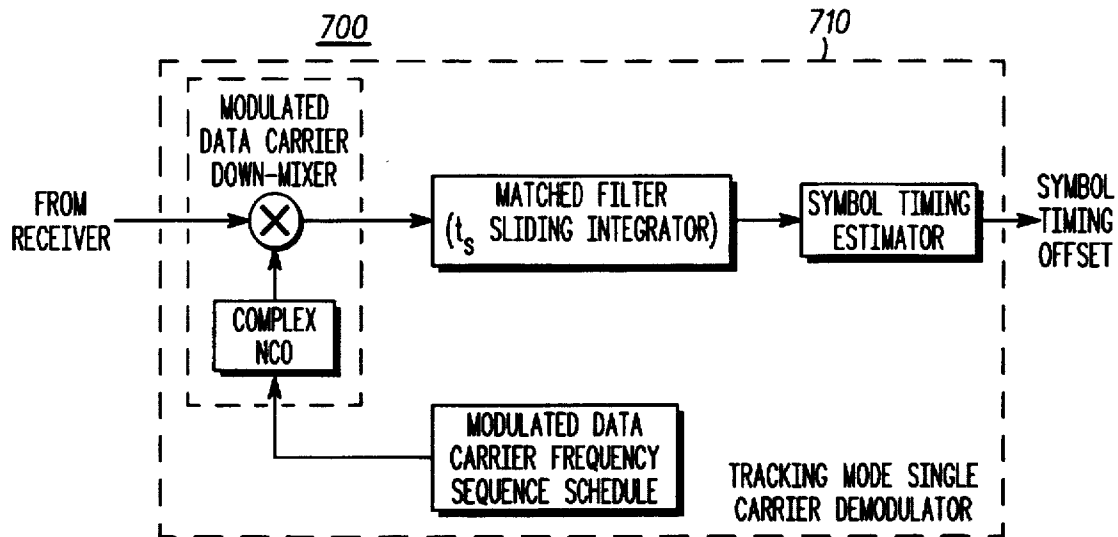 700
710
MODULATED
DATA CARRIER
DOWN-MIXER
FROM
RECEIVER
MATCHED FILTER
(tS SLIDING INTEGRATOR)
SYMBOL TIMING
ESTIMATOR
SYMBOL
TIMING
OFFSET
COMPLEX
NCO
MODULATED DATA
CARRIER FREQUENCY
SEQUENCE SCHEDULE
TRACKING MODE SINGLE
CARRIER DEMODULATOR